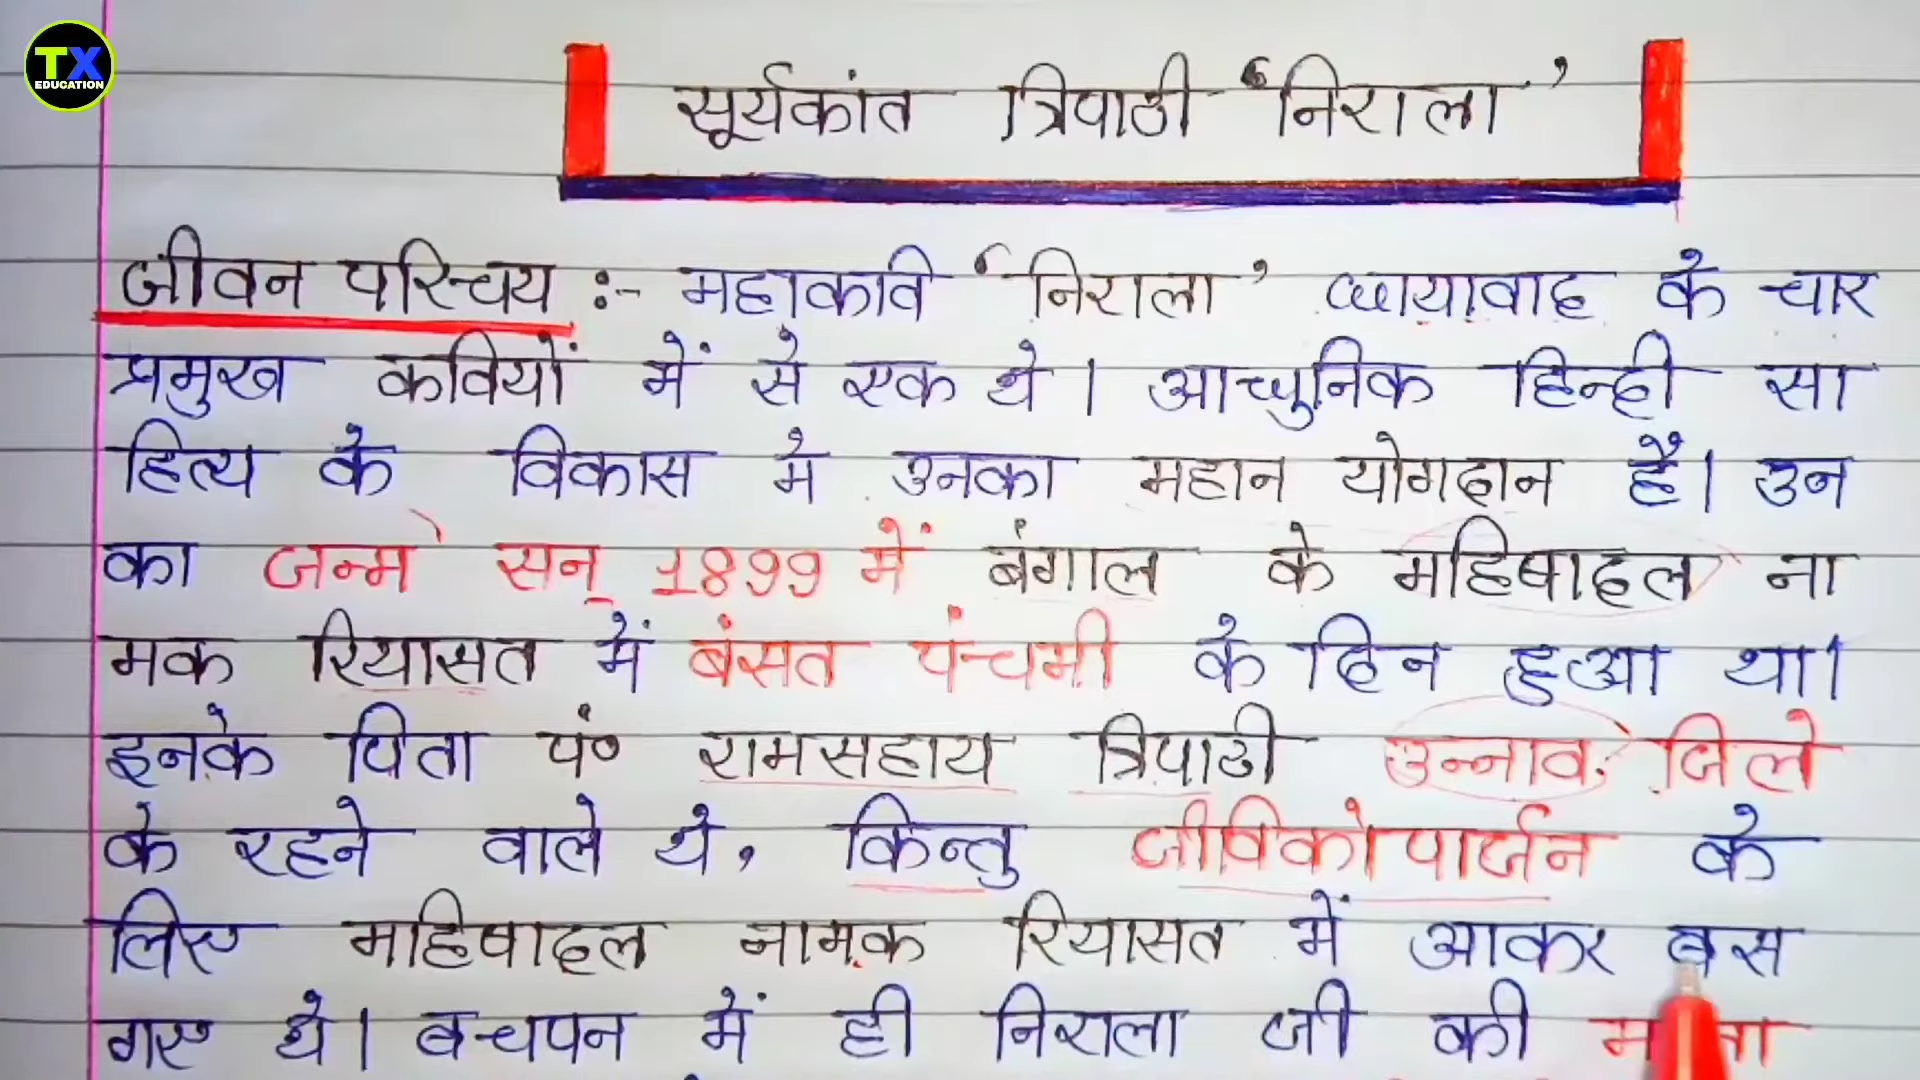 TX
EDUCATION
सूर्यकांत त्रिपाठी 'निराला'
जीवन परिचय :- महाकवि 'निराला' छायावाद के चार
प्रमुख कवियों में से एक थे। आधुनिक हिन्दी सा
हित्य के विकास मे उनका महान योगदान है। उन
का जन्म सन् 1899 में बंगाल के महिषादल ना
मक रियासत में बंसत पंचमी के दिन हुआ था।
इनके पिता पं० रामसहाय त्रिपाठी उन्नाव जिले
के रहने वाले थे, किन्तु जीविकोपार्जन के
लिए महिषादल नामक रियासत में आकर बस
गए थे। बचपन में ही निराला जी की